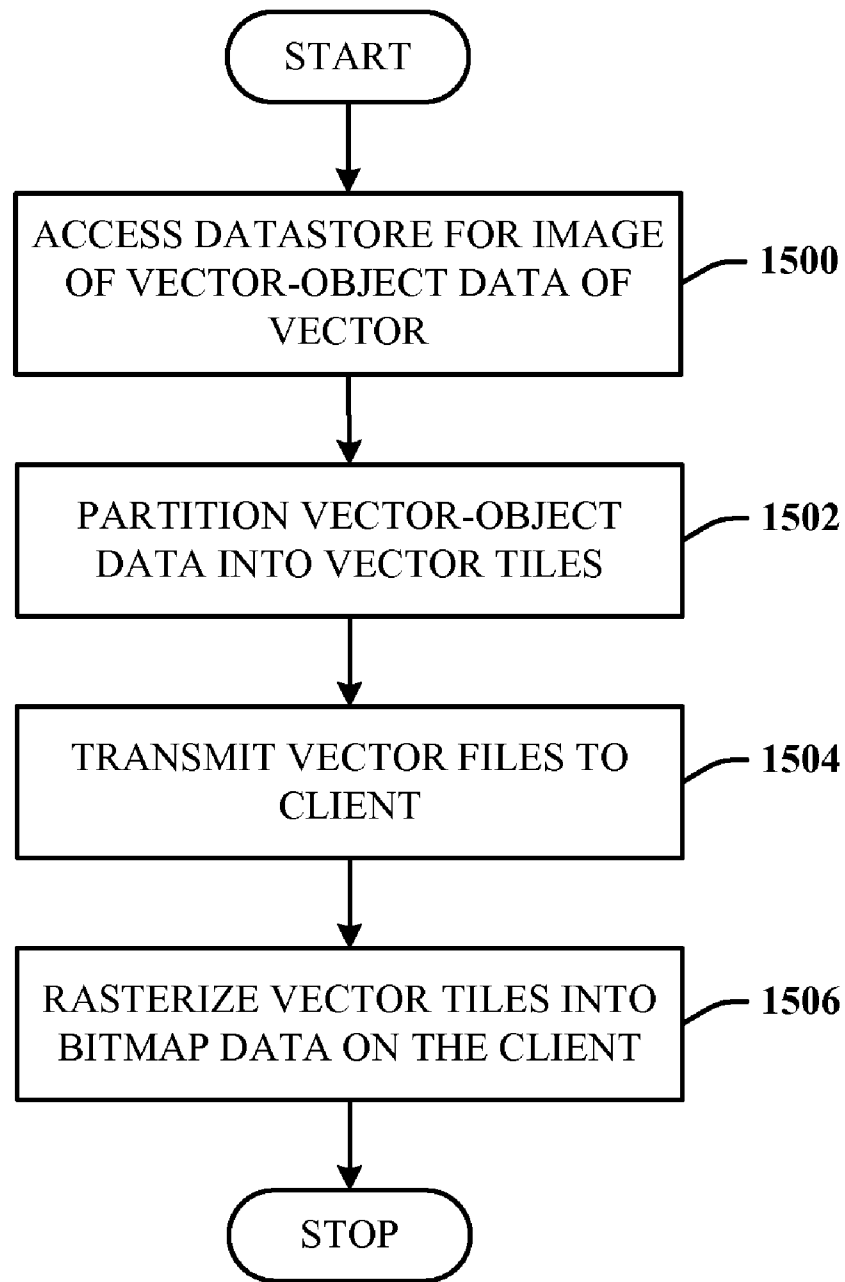 START
ACCESS DATASTORE FOR IMAGE
OF VECTOR-OBJECT DATA OF
VECTOR
1500
PARTITION VECTOR-OBJECT
DATA INTO VECTOR TILES
1502
TRANSMIT VECTOR FILES TO
CLIENT
1504
RASTERIZE VECTOR TILES INTO
BITMAP DATA ON THE CLIENT
1506
STOP